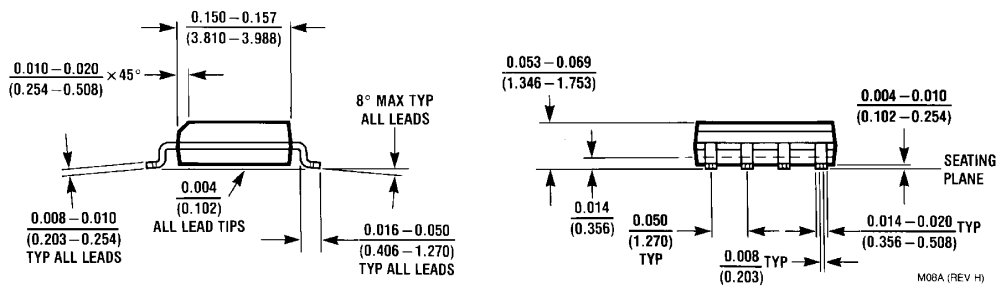 0.150 – 0.157
(3.810 – 3.988)
0.010 – 0.020
(0.254 – 0.508)
× 45°
8° MAX TYP
ALL LEADS
0.004
(0.102)
ALL LEAD TIPS
0.008 – 0.010
(0.203 – 0.254)
TYP ALL LEADS
0.016 – 0.050
(0.406 – 1.270)
TYP ALL LEADS
0.053 – 0.069
(1.346 – 1.753)
0.004 – 0.010
(0.102 – 0.254)
SEATING
PLANE
0.014
(0.356)
0.050
(1.270)
TYP
0.014 – 0.020
(0.356 – 0.508)
TYP
0.008
(0.203)
TYP
M08A (REV H)